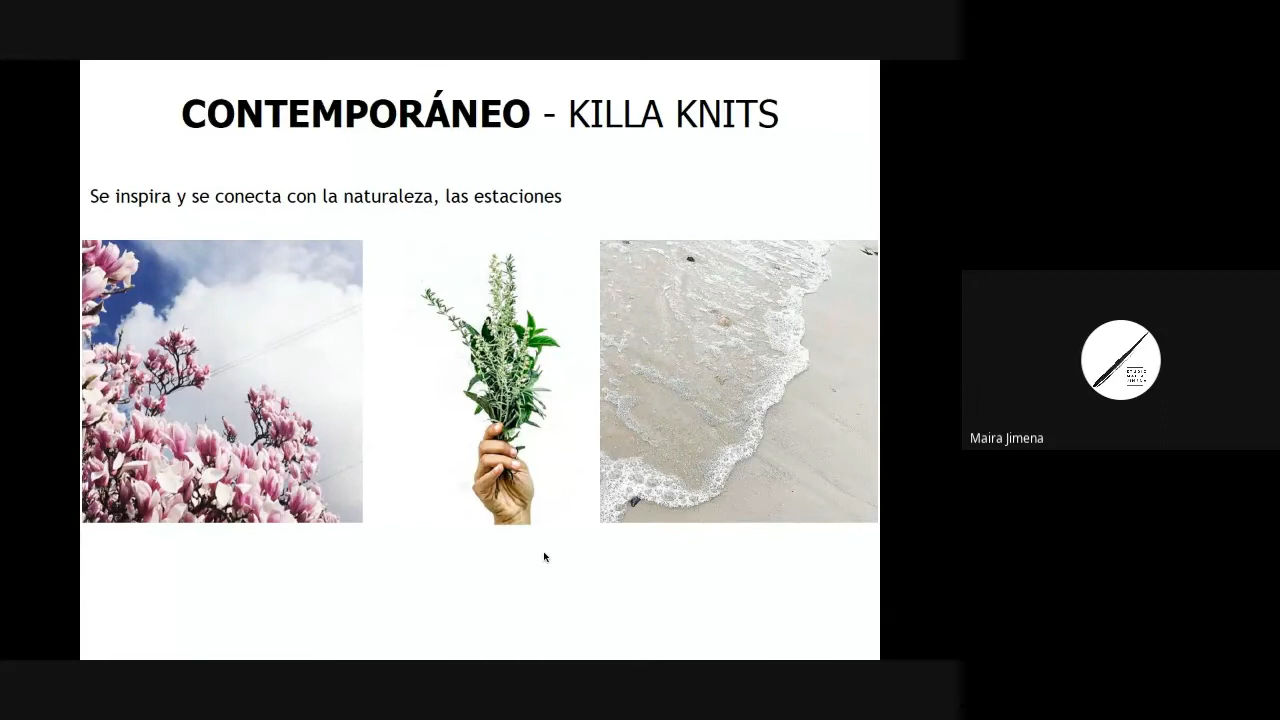 CONTEMPORÁNEO - KILLA KNITS
Se inspira y se conecta con la naturaleza, las estaciones
Maira Jimena